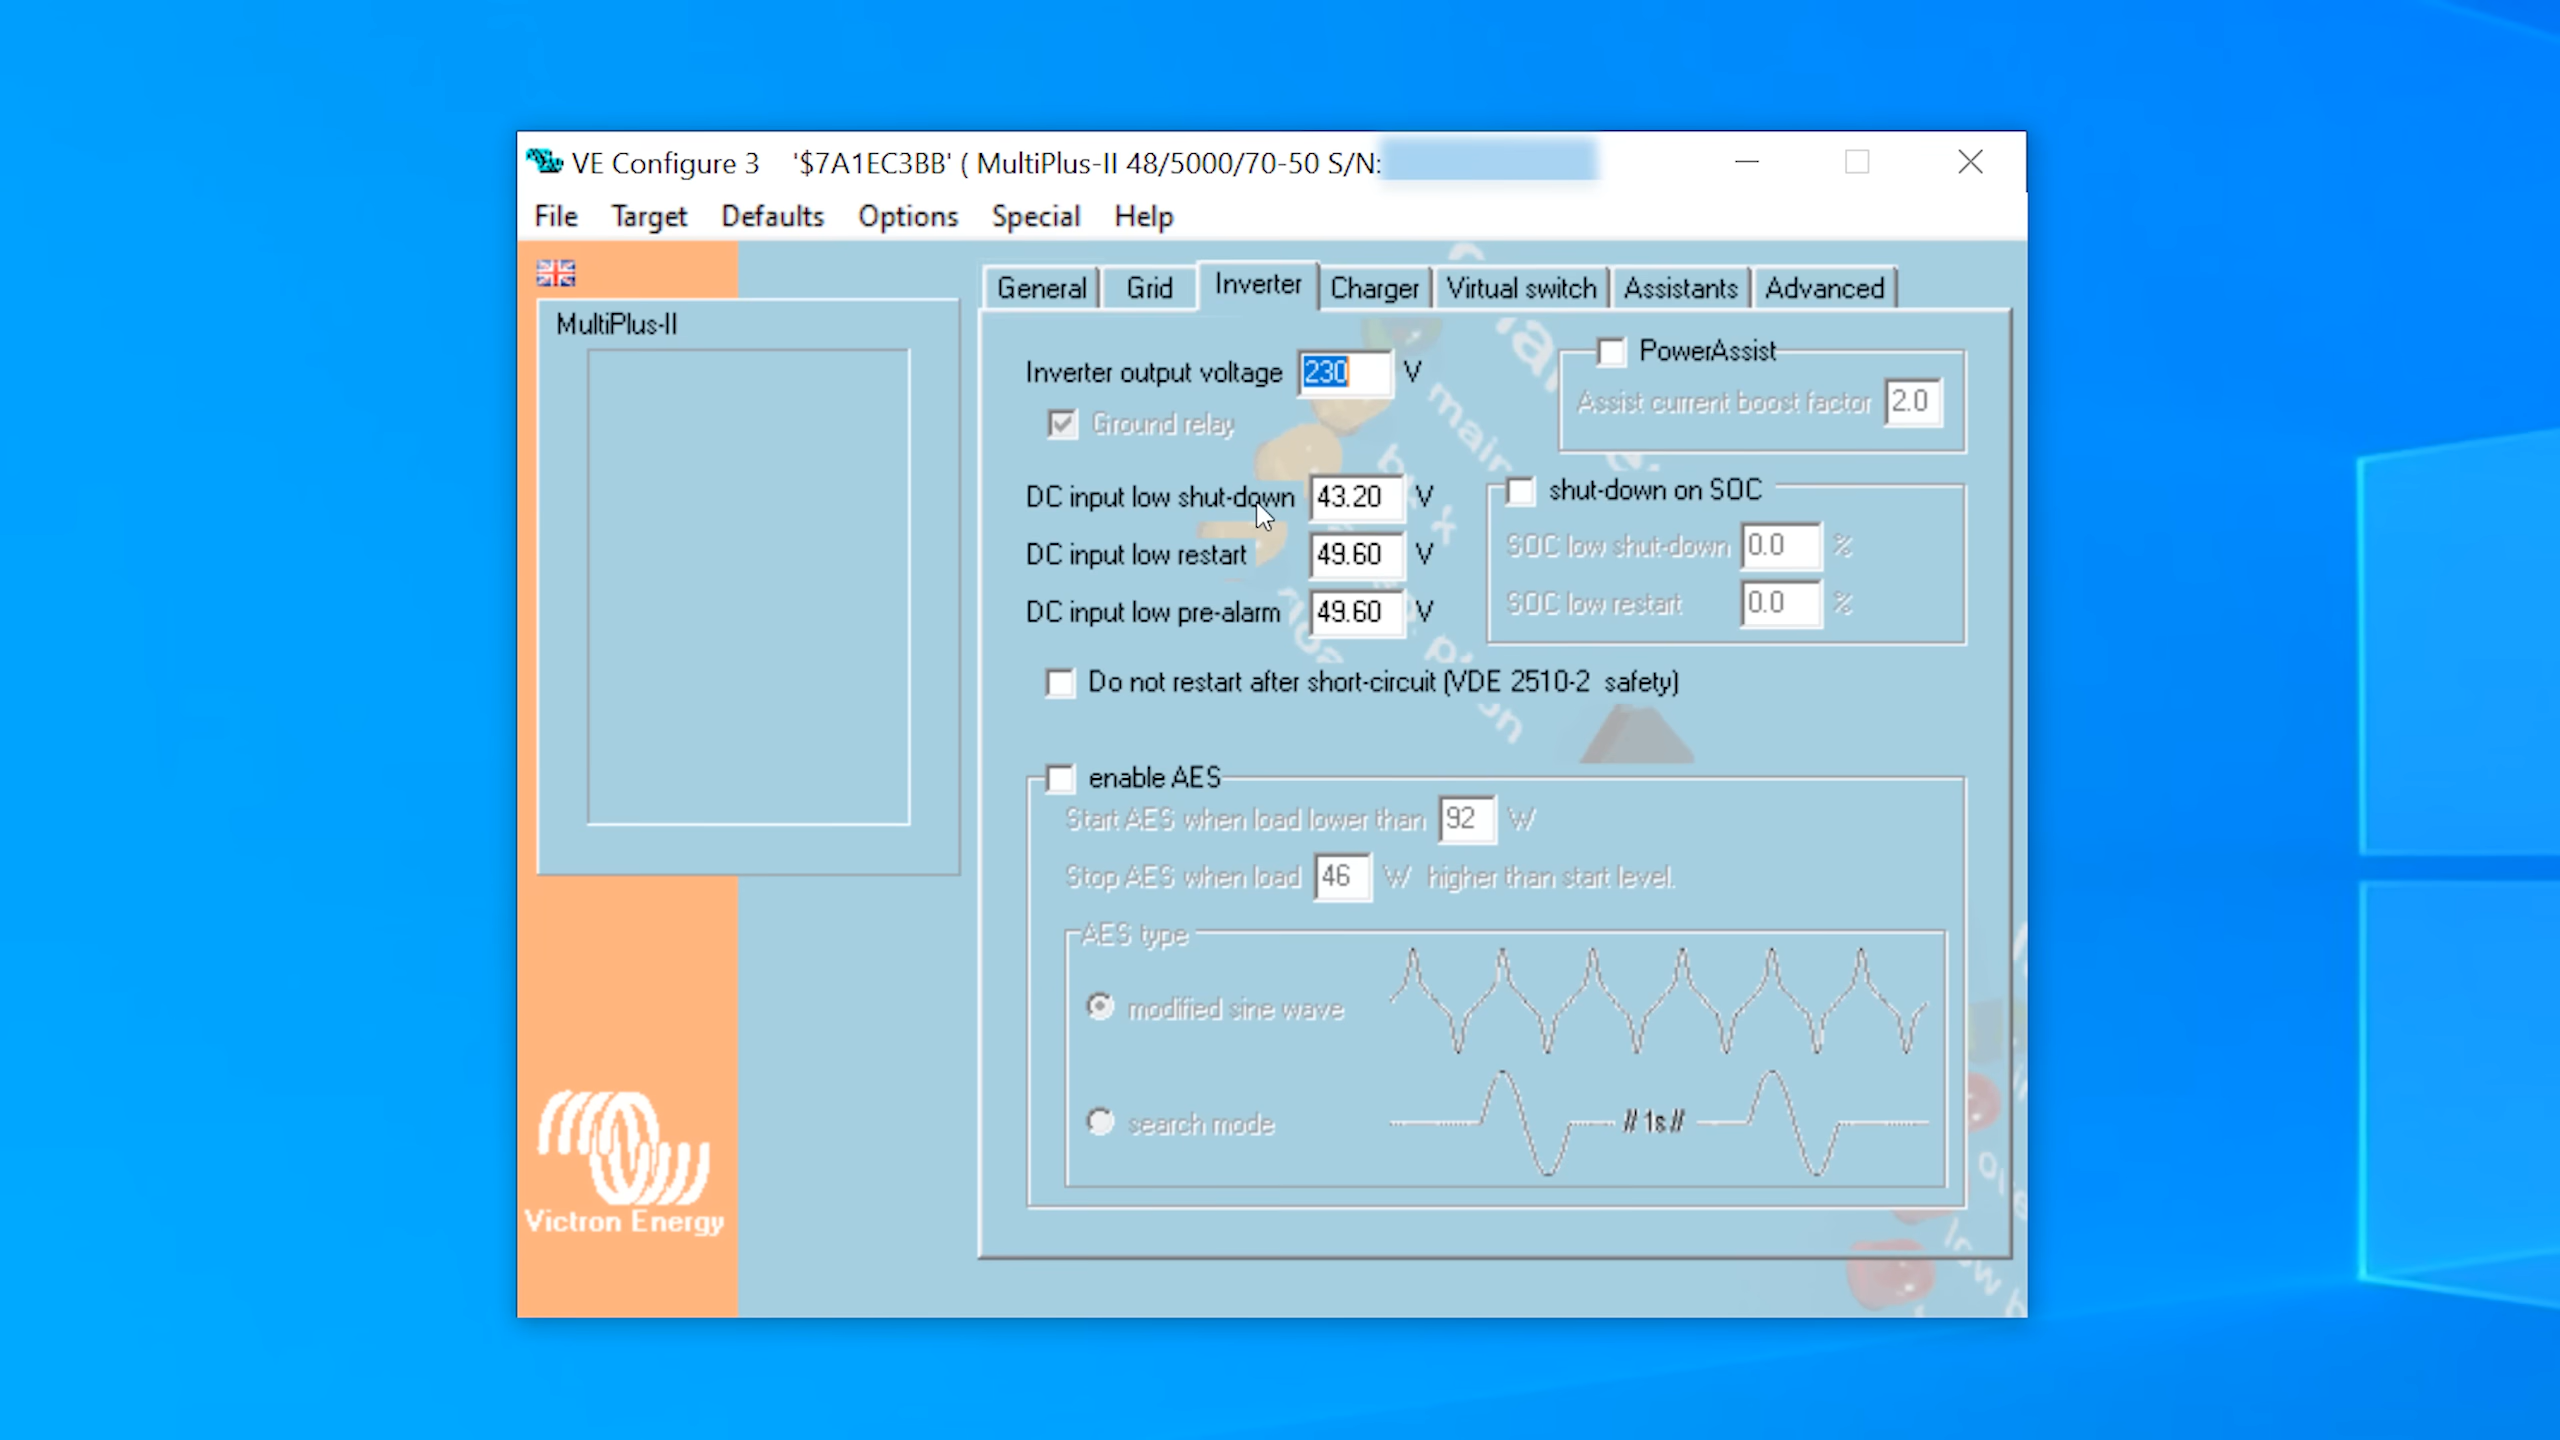 VE Configure 3 '$7A1EC3BB' ( MultiPlus-II 48/5000/70-50 S/N:
File Target Defaults Options Special Help
General Grid Inverter Charger Virtual switch Assistants Advanced
MultiPlus-II
Inverter output voltage 230 V
Ground relay
PowerAssist
Assist current boost factor 2.0
DC input low shut-down 43.20 V
DC input low restart 49.60 V
DC input low pre-alarm 49.60 V
shut-down on SOC
SOC low shut-down 0.0 %
SOC low restart 0.0 %
Do not restart after short-circuit (VDE 2510-2 safety)
enable AES
Start AES when load lower than 92 W
Stop AES when load 46 W higher than start level.
AES type
modified sine wave
search mode
// 1s //
Victron Energy